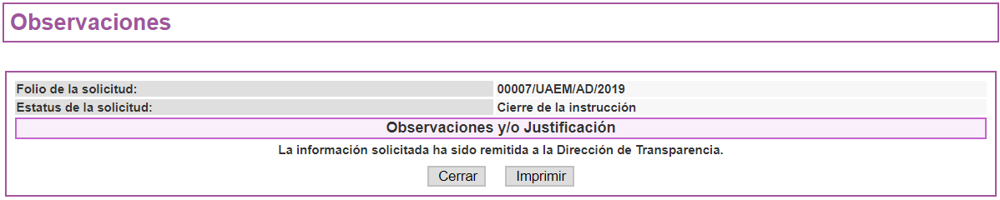 Observaciones
Folio de la solicitud: 00007/UAEM/AD/2019
Estatus de la solicitud: Cierre de la instrucción
Observaciones y/o Justificación
La información solicitada ha sido remitida a la Dirección de Transparencia.
Cerrar Imprimir